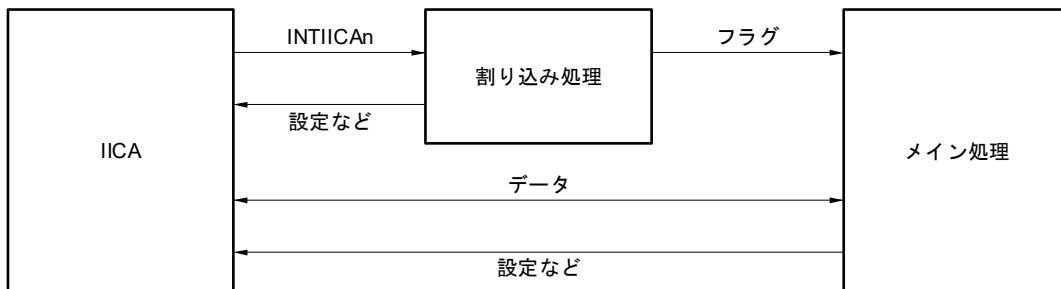 INTIICAn
フラグ
割り込み処理
設定など
IICA
メイン処理
データ
設定など